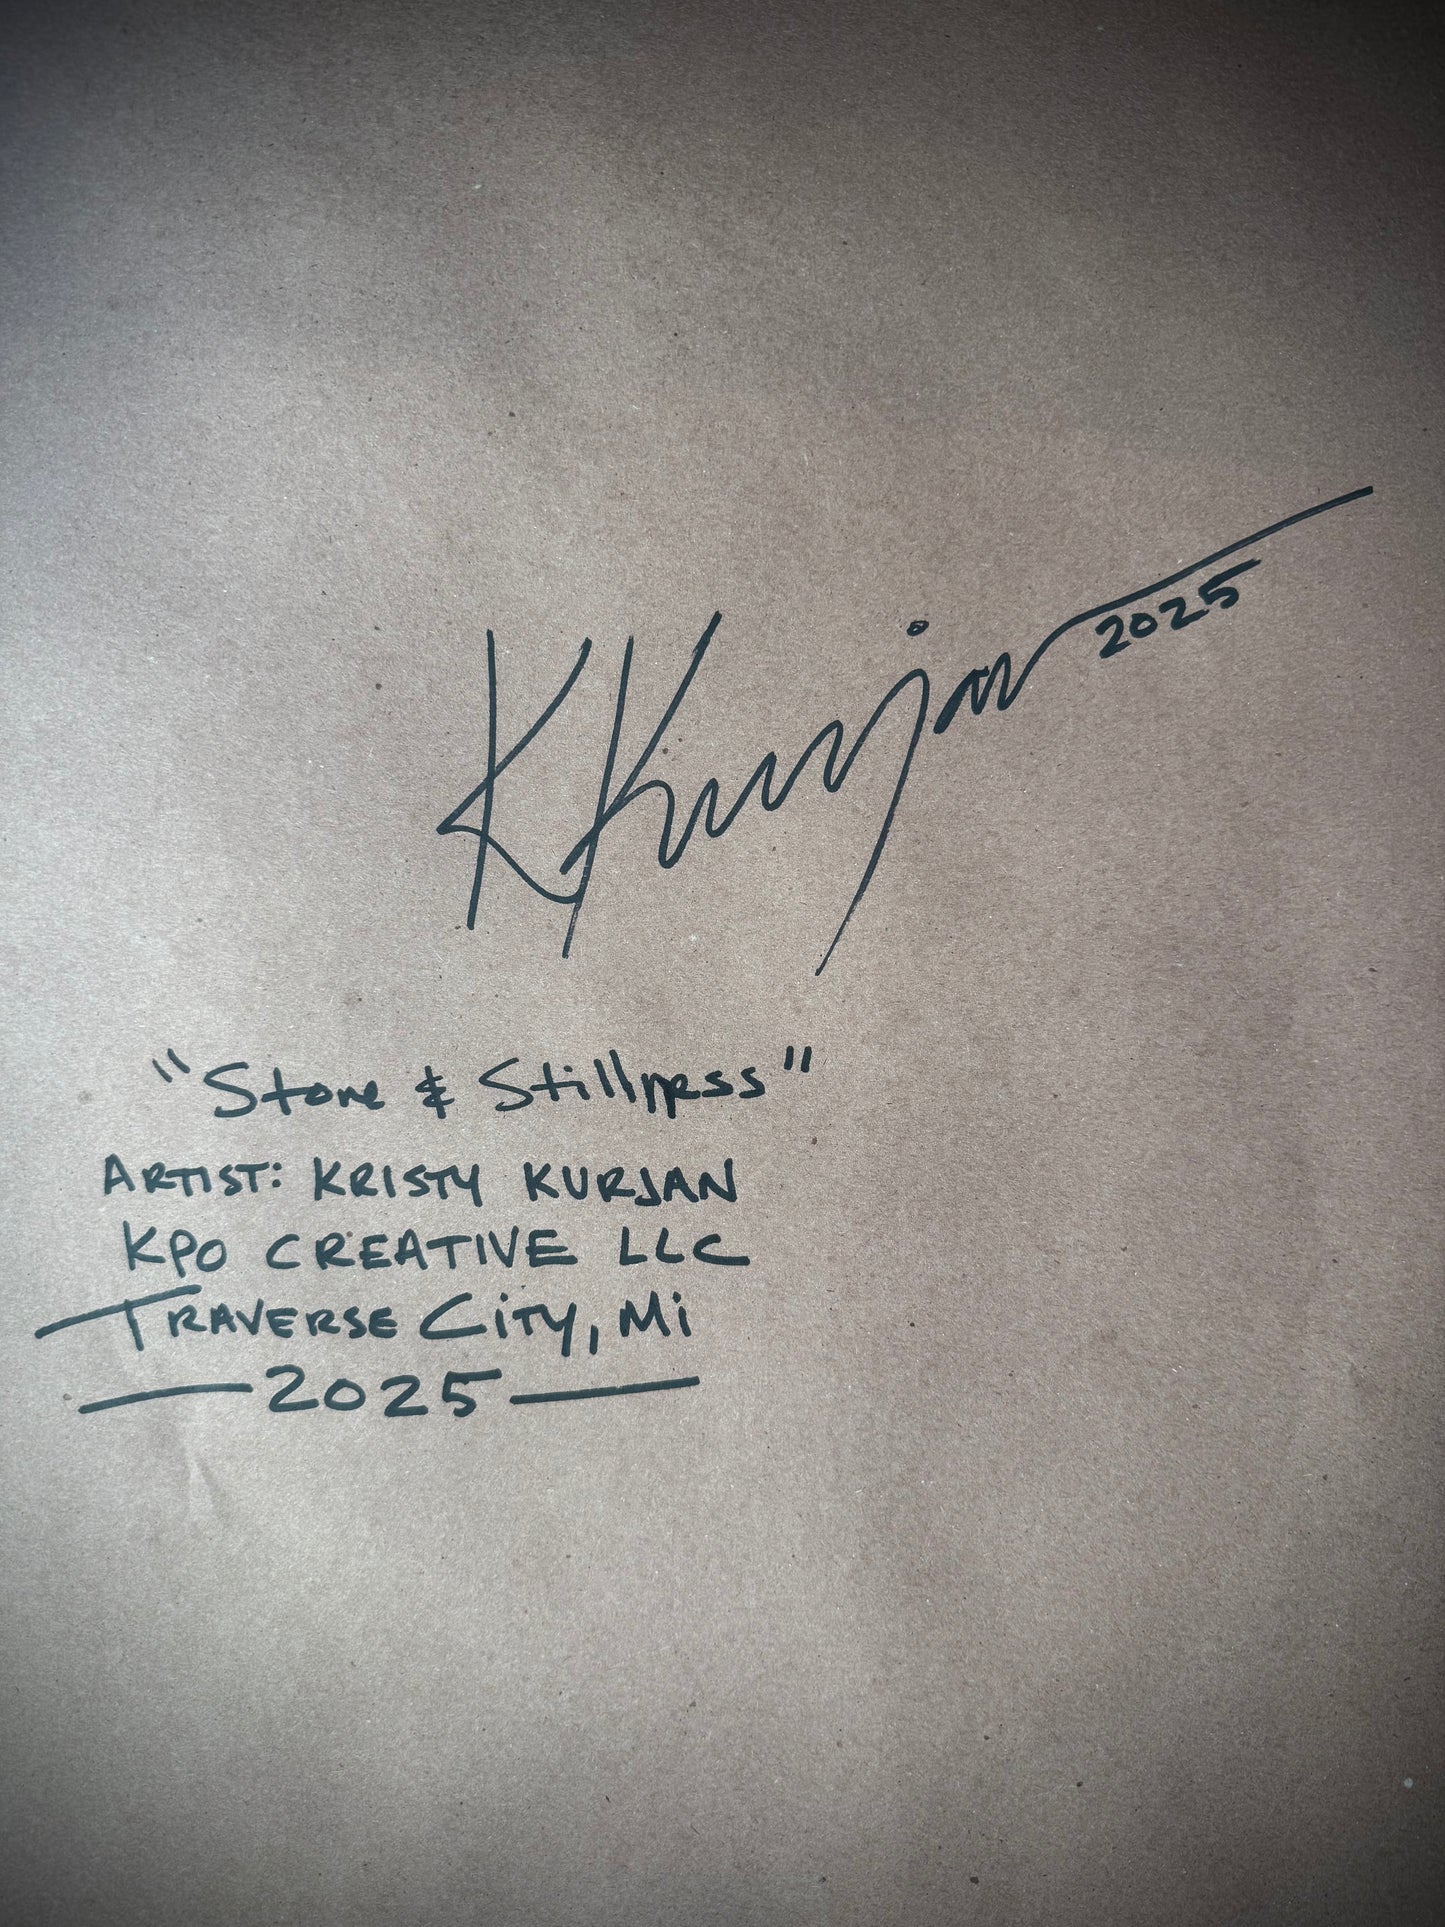 KKurjan 2025
"Stone & Stillness"
ARTIST: KRISTY KURJAN
KPO CREATIVE LLC
TRAVERSE CITY, Mi
— 2025 —